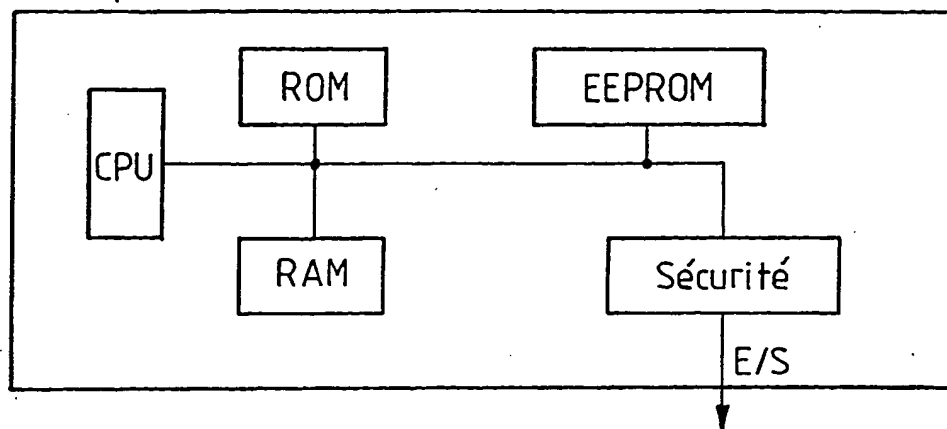 ROM
EEPROM
CPU
RAM
Sécurité
E/S